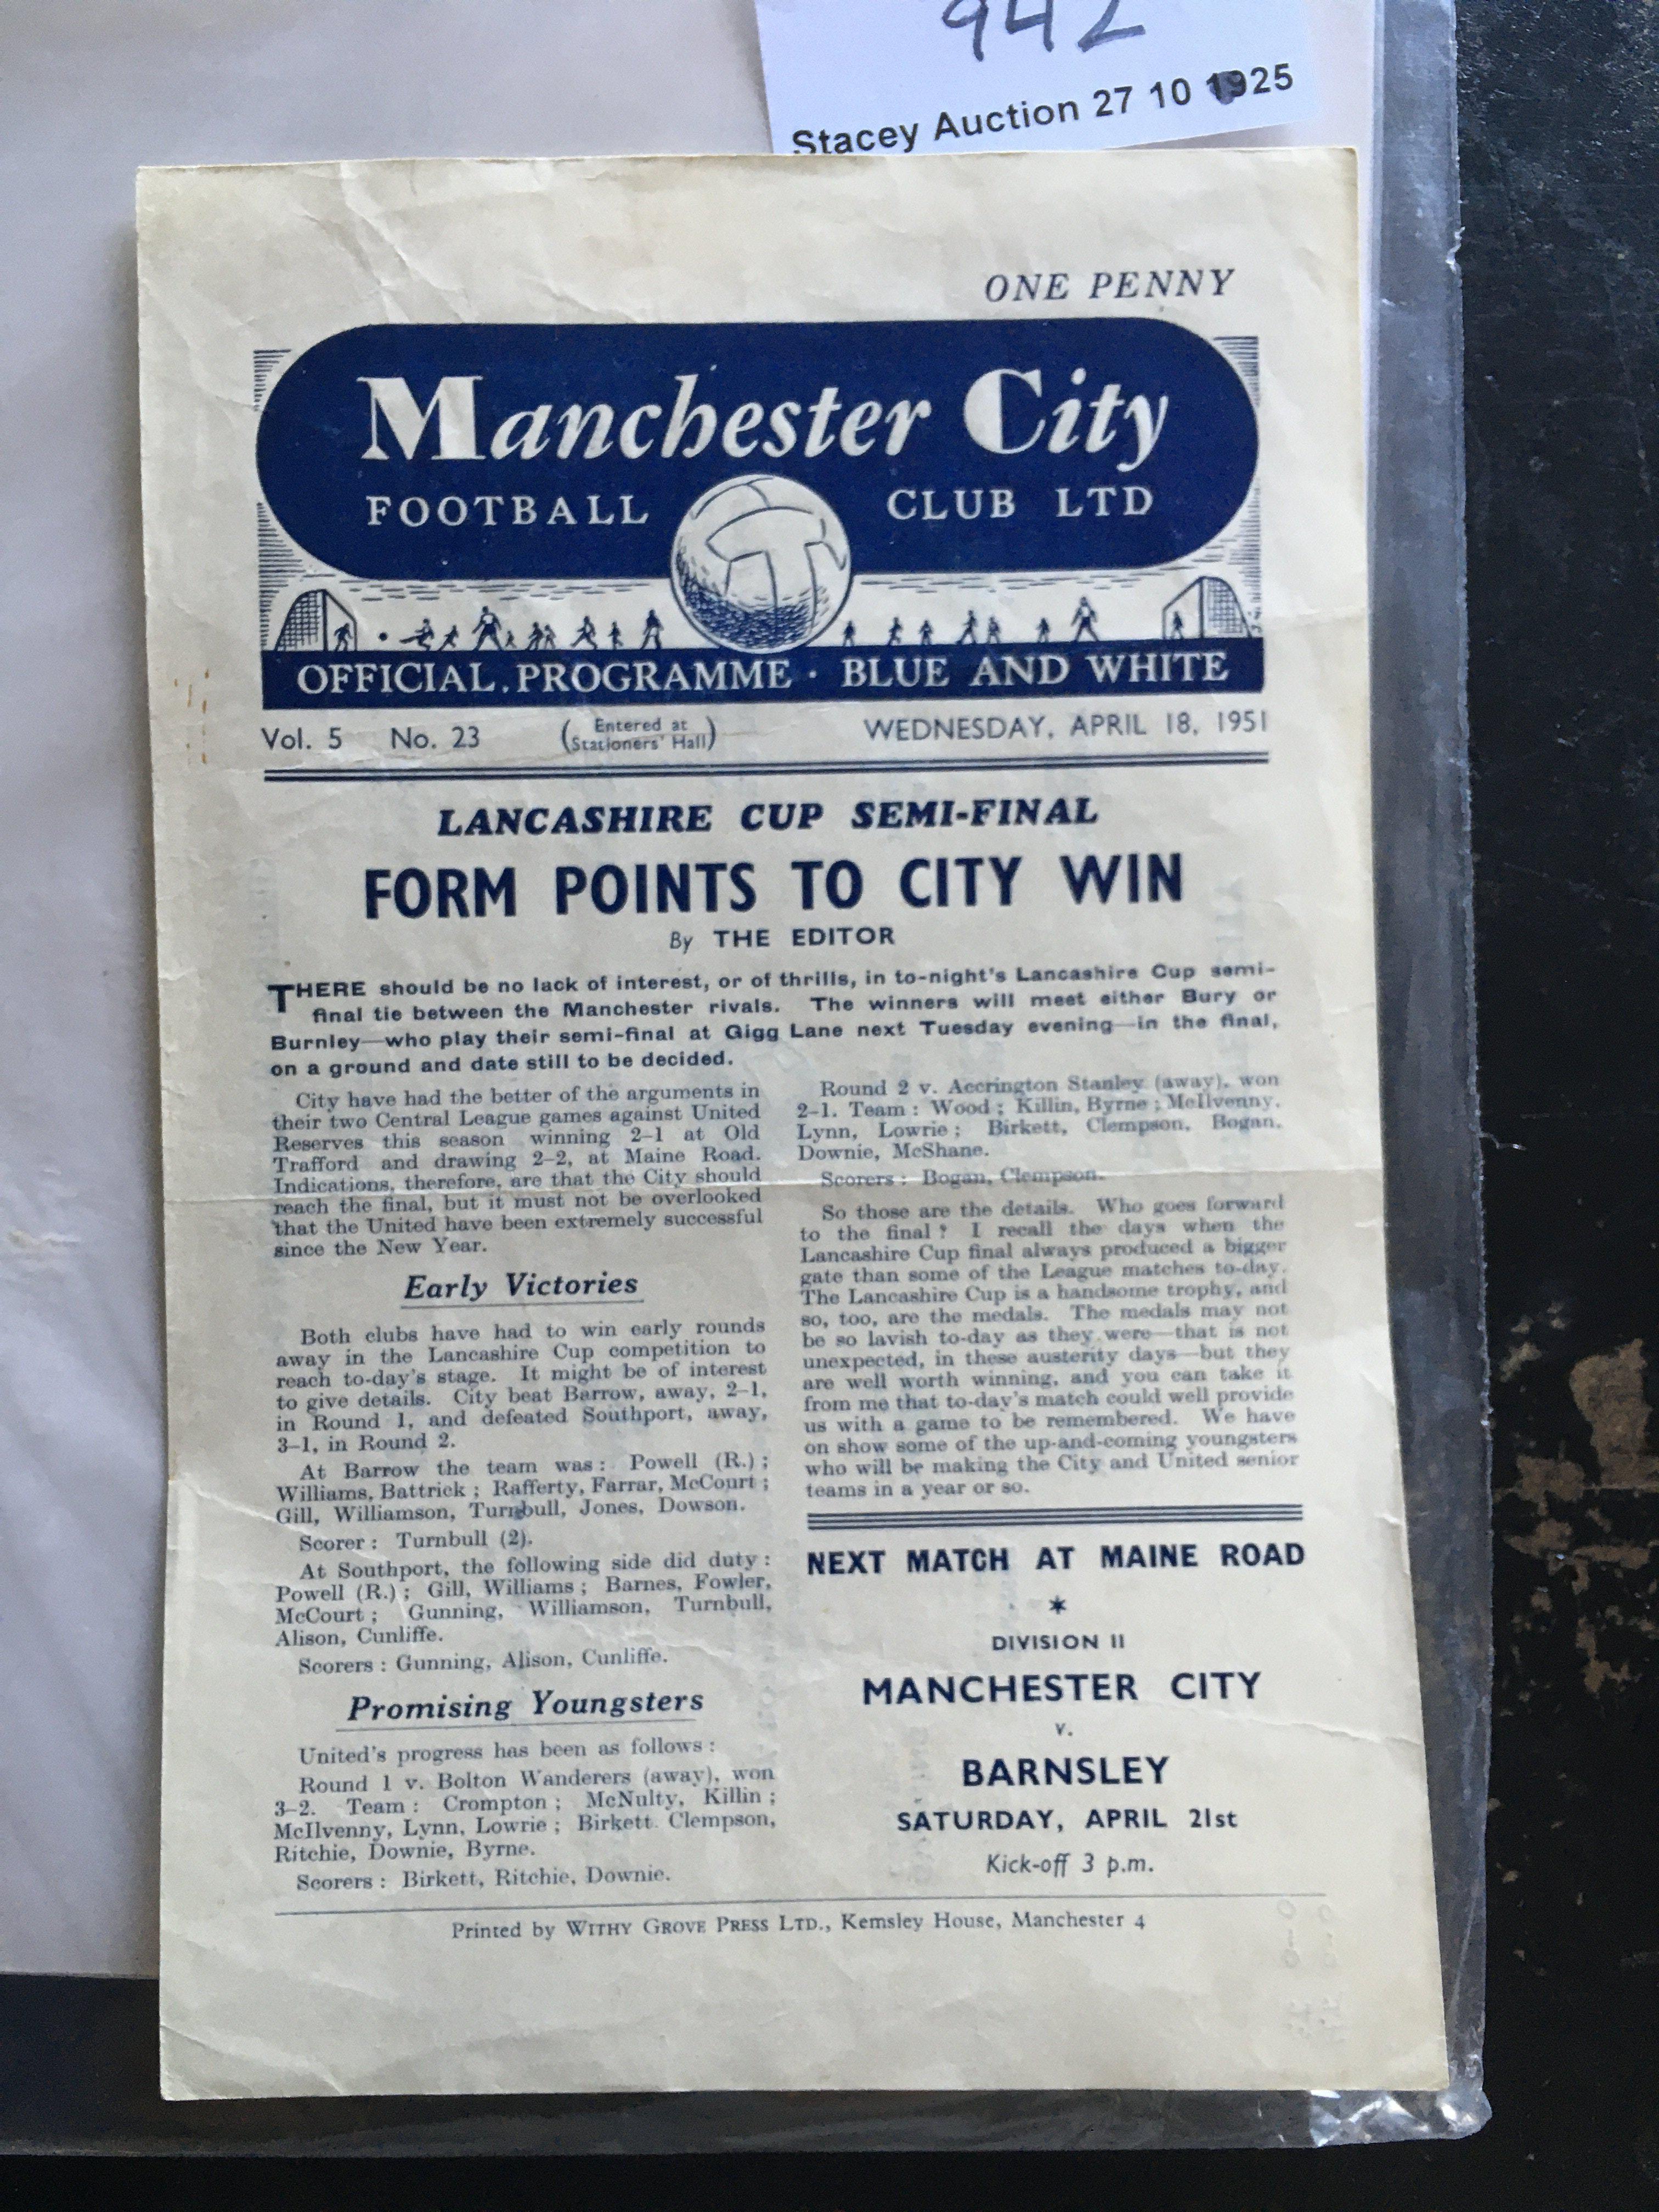 942
Stacey Auction 27 10 1925
ONE PENNY
Manchester City
FOOTBALL CLUB LTD
OFFICIAL PROGRAMME · BLUE AND WHITE
Vol. 5 No. 23 (Entered at Stationers' Hall) WEDNESDAY, APRIL 18, 1951
LANCASHIRE CUP SEMI-FINAL
FORM POINTS TO CITY WIN
By THE EDITOR
THERE should be no lack of interest, or of thrills, in to-night's Lancashire Cup semi-
final tie between the Manchester rivals. The winners will meet either Bury or
Burnley—who play their semi-final at Gigg Lane next Tuesday evening—in the final,
on a ground and date still to be decided.
City have had the better of the arguments in
their two Central League games against United
Reserves this season winning 2-1 at Old
Trafford and drawing 2-2, at Maine Road.
Indications, therefore, are that the City should
reach the final, but it must not be overlooked
that the United have been extremely successful
since the New Year.
Early Victories
Both clubs have had to win early rounds
away in the Lancashire Cup competition to
reach to-day's stage. It might be of interest
to give details. City beat Barrow, away, 2-1,
in Round 1, and defeated Southport, away,
3-1, in Round 2.
At Barrow the team was : Powell (R.) ;
Williams, Battrick ; Rafferty, Farrar, McCourt ;
Gill, Williamson, Turnbull, Jones, Dowson.
Scorer : Turnbull (2).
At Southport, the following side did duty :
Powell (R.) ; Gill, Williams ; Barnes, Fowler,
McCourt ; Gunning, Williamson, Turnbull,
Alison, Cunliffe.
Scorers : Gunning, Alison, Cunliffe.
Promising Youngsters
United's progress has been as follows :
Round 1 v. Bolton Wanderers (away), won
3-2. Team : Crompton ; McNulty, Killin ;
McIlvenny, Lynn, Lowrie ; Birkett. Clempson,
Ritchie, Downie, Byrne.
Scorers : Birkett, Ritchie, Downie.
Round 2 v. Accrington Stanley (away), won
2-1. Team : Wood ; Killin, Byrne ; McIlvenny,
Lynn, Lowrie ; Birkett, Clempson, Bogan,
Downie, McShane.
Scorers : Bogan, Clempson.
So those are the details. Who goes forward
to the final ? I recall the days when the
Lancashire Cup final always produced a bigger
gate than some of the League matches to-day.
The Lancashire Cup is a handsome trophy, and
so, too, are the medals. The medals may not
be so lavish to-day as they were—that is not
unexpected, in these austerity days—but they
are well worth winning, and you can take it
from me that to-day's match could well provide
us with a game to be remembered. We have
on show some of the up-and-coming youngsters
who will be making the City and United senior
teams in a year or so.
NEXT MATCH AT MAINE ROAD
*
DIVISION II
MANCHESTER CITY
v.
BARNSLEY
SATURDAY, APRIL 21st
Kick-off 3 p.m.
Printed by WITHY GROVE PRESS LTD., Kemsley House, Manchester 4